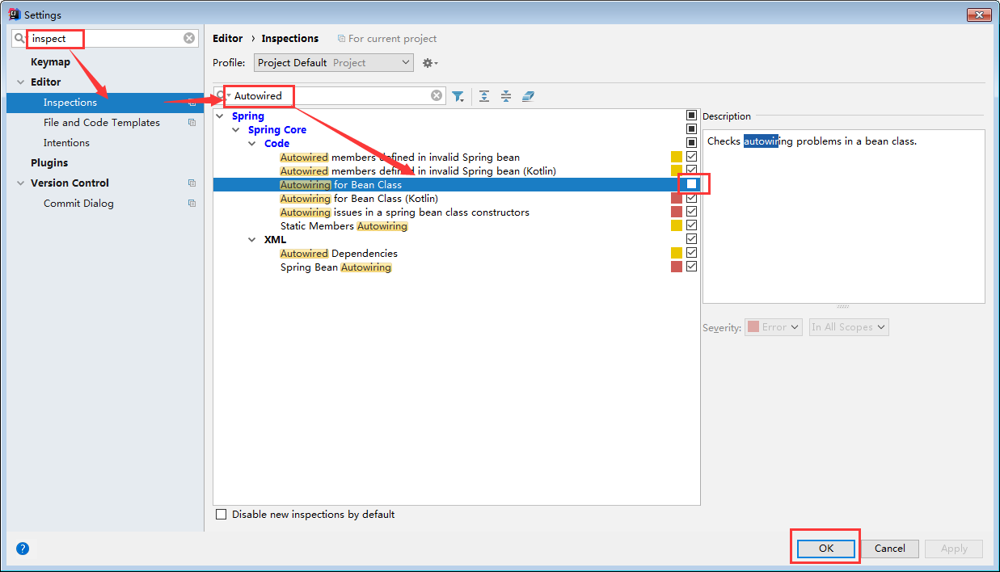 Settings
inspect
Keymap
Editor
Inspections
File and Code Templates
Intentions
Plugins
Version Control
Commit Dialog
Editor › Inspections For current project
Profile: Project Default Project
Autowired
Spring
Spring Core
Code
Autowired members defined in invalid Spring bean
Autowired members defined in invalid Spring bean (Kotlin)
Autowiring for Bean Class
Autowiring for Bean Class (Kotlin)
Autowiring issues in a spring bean class constructors
Static Members Autowiring
XML
Autowired Dependencies
Spring Bean Autowiring
Disable new inspections by default
Description
Checks autowiring problems in a bean class.
Severity: Error In All Scopes
?
OK Cancel Apply